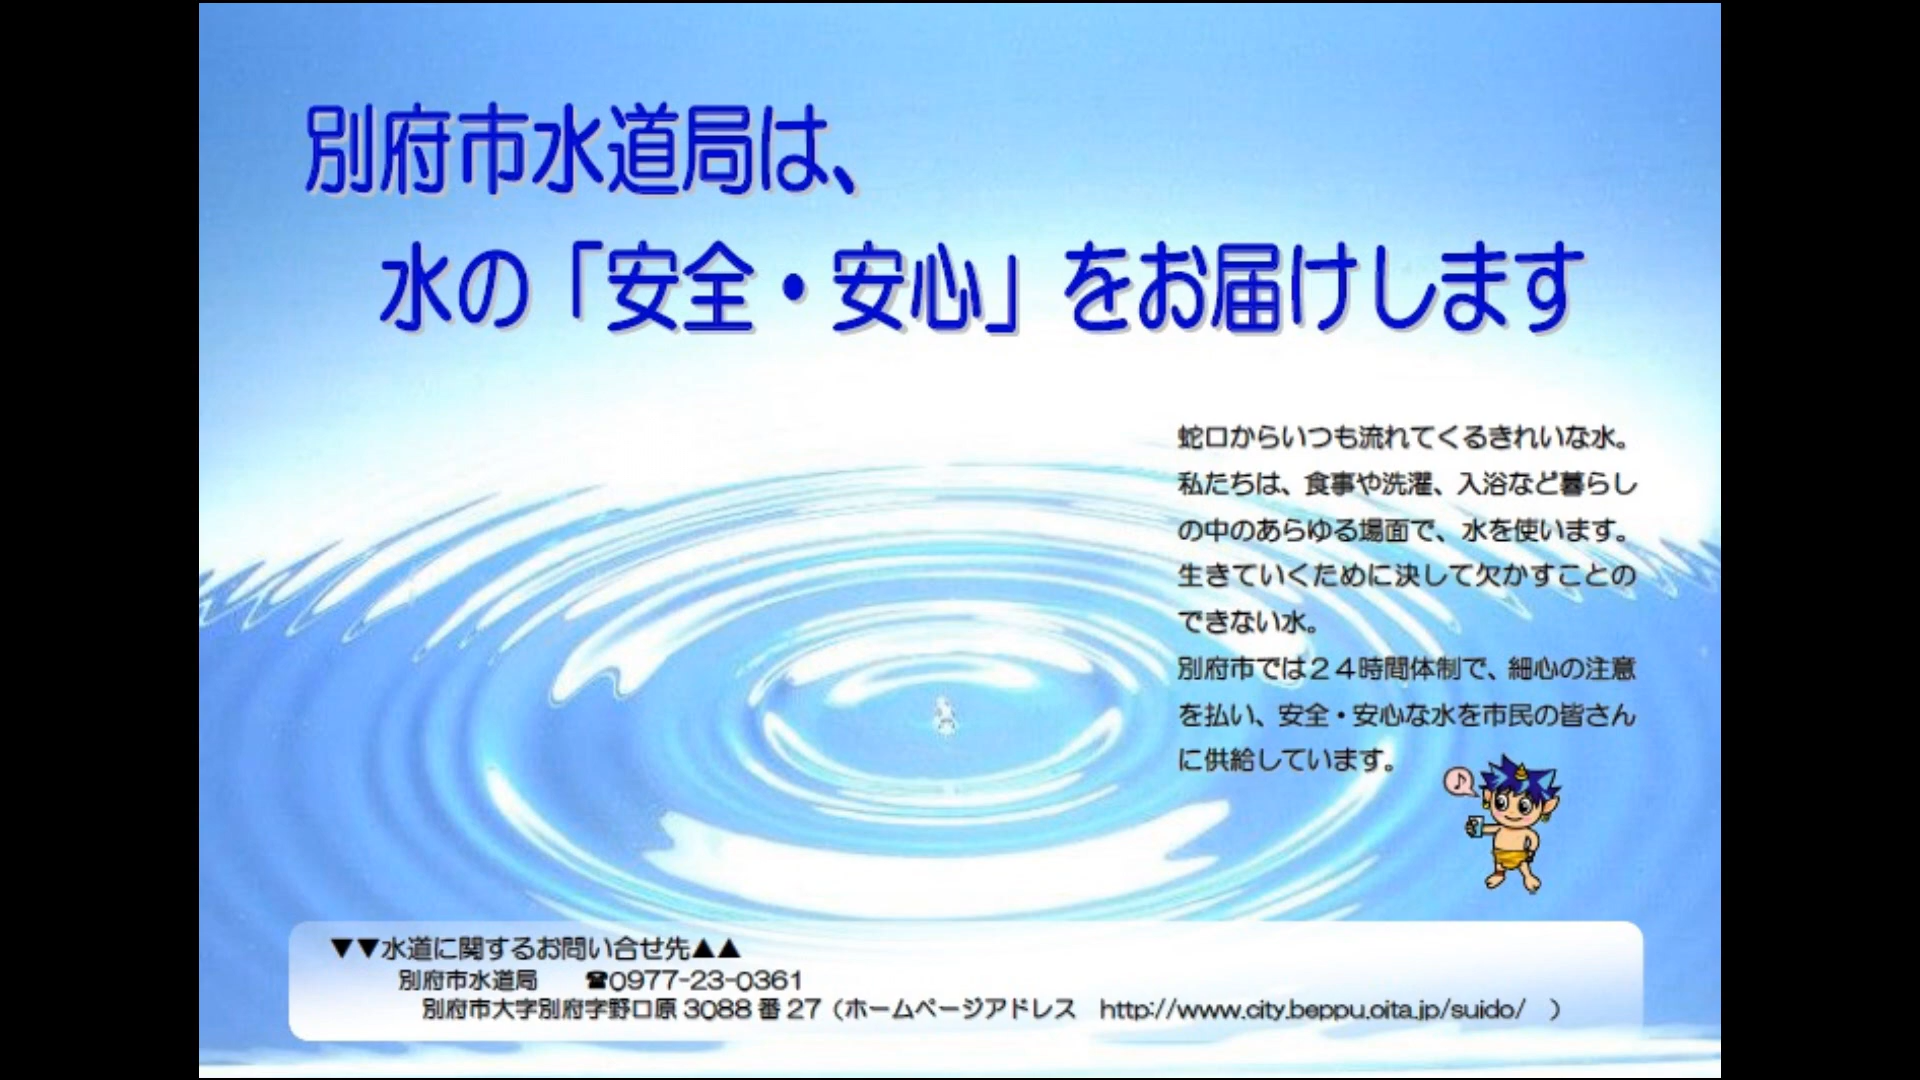 別府市水道局は、
水の「安全・安心」をお届けします
蛇口からいつも流れてくるきれいな水。
私たちは、食事や洗濯、入浴など暮らし
の中のあらゆる場面で、水を使います。
生きていくために決して欠かすことの
できない水。
別府市では２４時間体制で、細心の注意
を払い、安全・安心な水を市民の皆さん
に供給しています。
♪
▼▼水道に関するお問い合せ先▲▲
別府市水道局　☎0977-23-0361
別府市大字別府字野口原 3088 番 27（ホームページアドレス　http://www.city.beppu.oita.jp/suido/　）